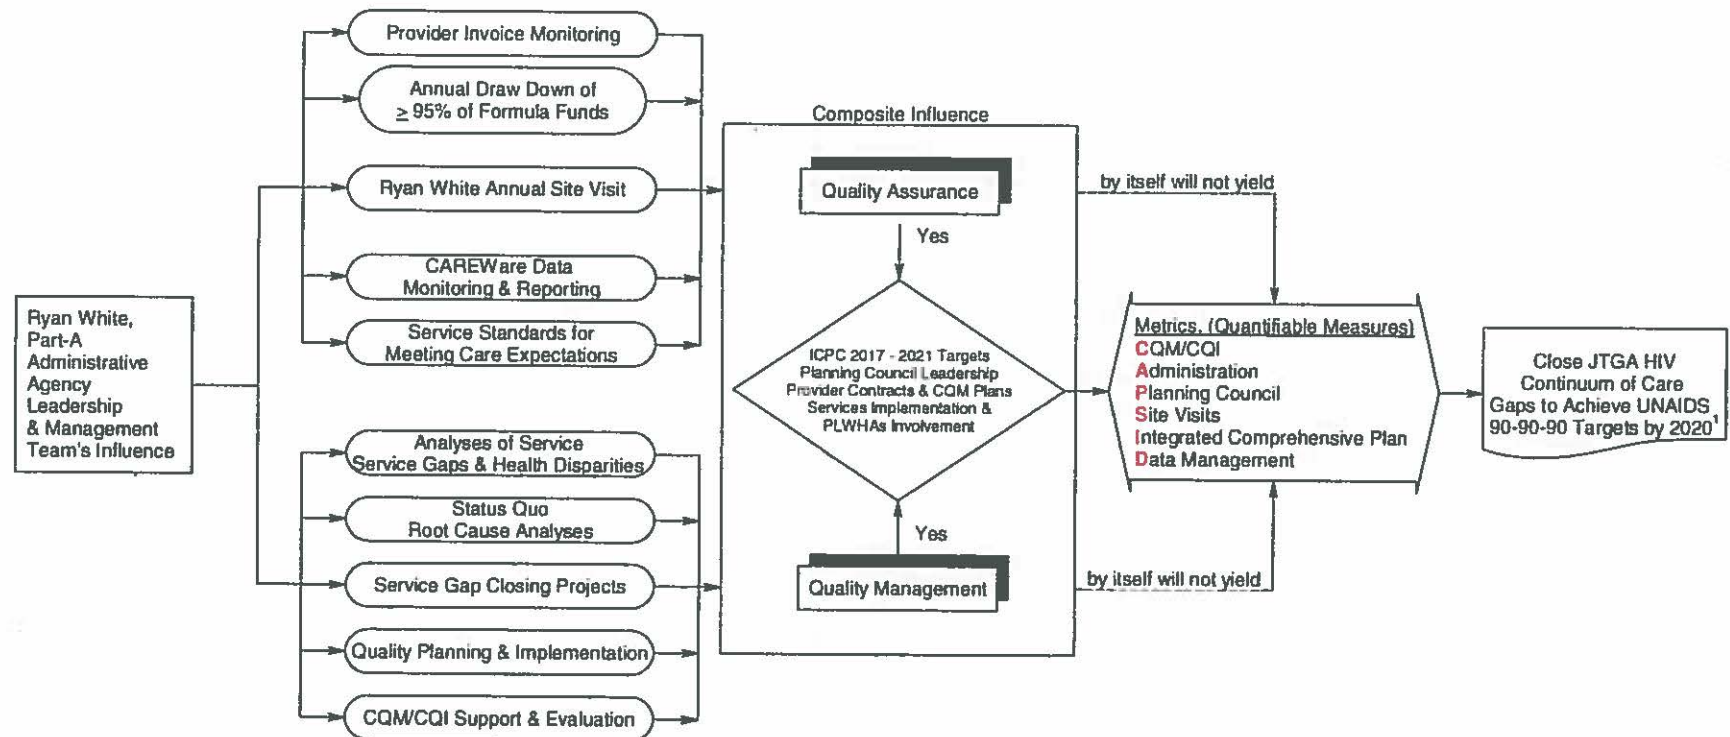 Ryan White,
Part-A
Administrative
Agency
Leadership
& Management
Team's Influence
Provider Invoice Monitoring
Annual Draw Down of
≥ 95% of Formula Funds
Ryan White Annual Site Visit
CAREWare Data
Monitoring & Reporting
Service Standards for
Meeting Care Expectations
Analyses of Service
Service Gaps & Health Disparities
Status Quo
Root Cause Analyses
Service Gap Closing Projects
Quality Planning & Implementation
CQM/CQI Support & Evaluation
Composite Influence
Quality Assurance
Yes
ICPC 2017 - 2021 Targets
Planning Council Leadership
Provider Contracts & CQM Plans
Services Implementation &
PLWHAs Involvement
Yes
Quality Management
by itself will not yield
by itself will not yield
Metrics, (Quantifiable Measures)
CQM/CQI
Administration
Planning Council
Site Visits
Integrated Comprehensive Plan
Data Management
Close JTGA HIV
Continuum of Care
Gaps to Achieve UNAIDS
90-90-90 Targets by 2020¹